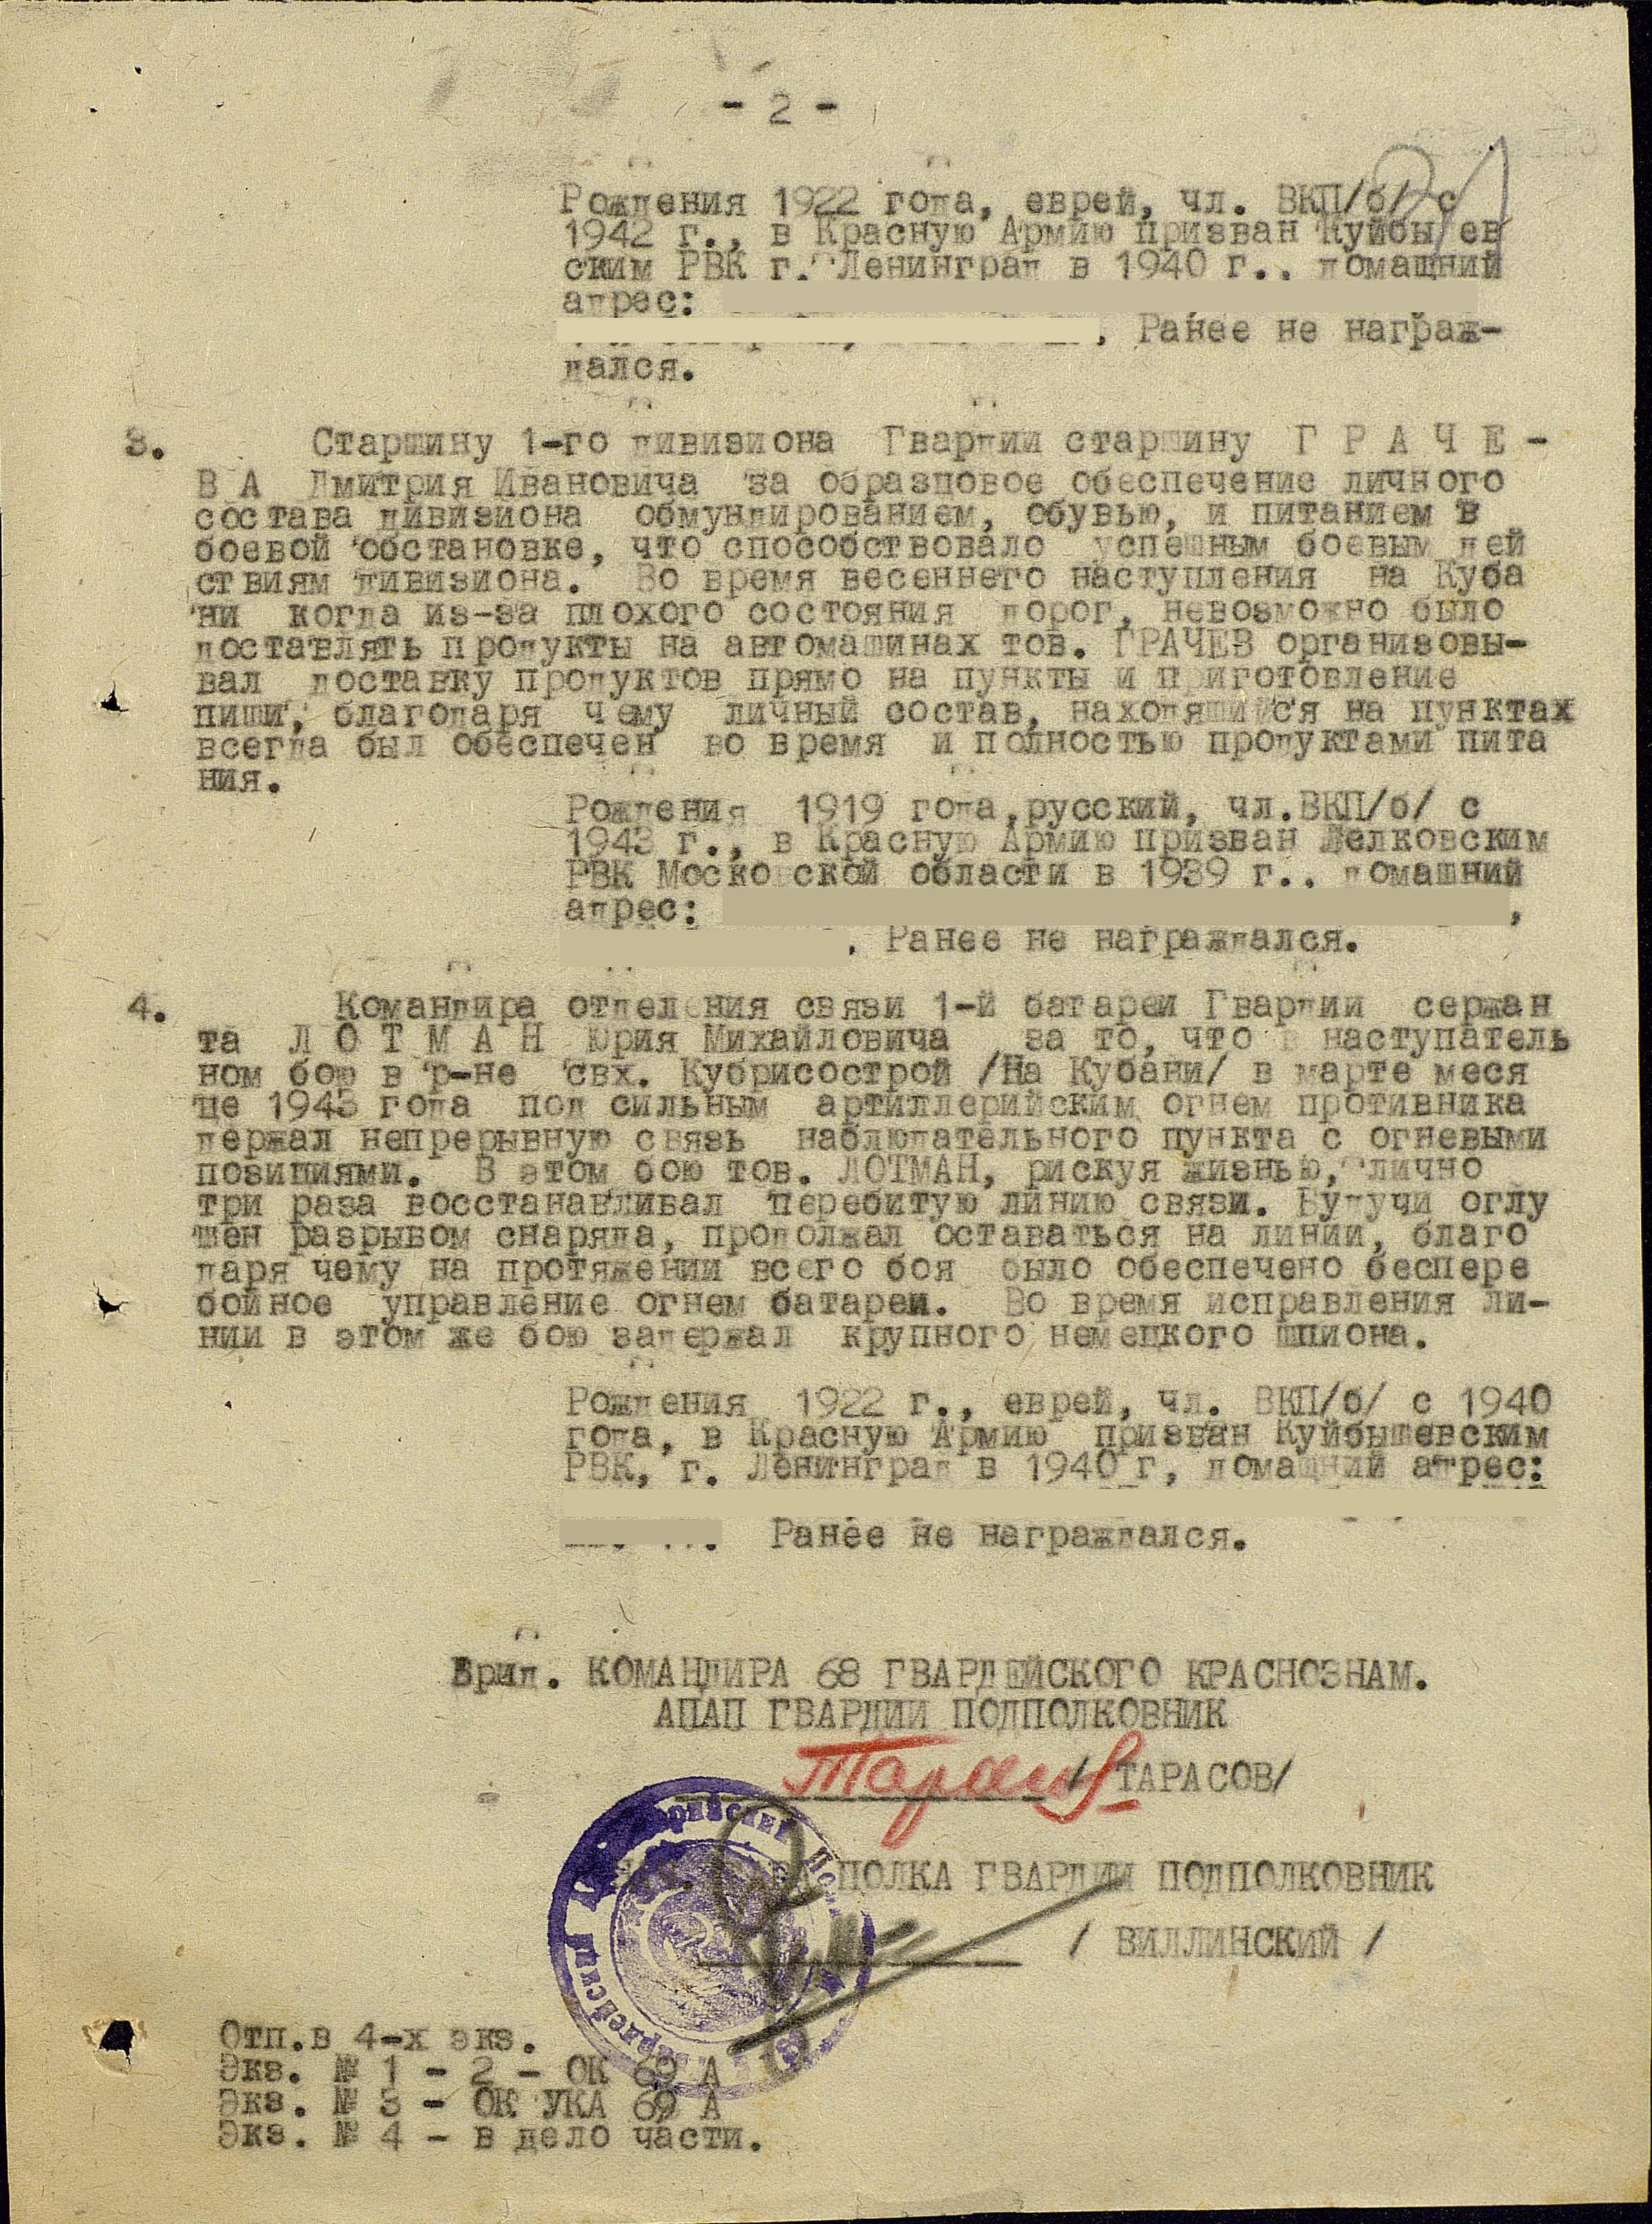 - 2 -
Рождения 1922 года, еврей, чл. ВКП/б/ с
1942 г., в Красную Армию призван Куйбы ев
ским РВК г. Ленинград в 1940 г., домашний
адрес:
. Ранее не награж-
дался.
3. Старшину 1-го дивизиона Гвардии старшину Г Р А Ч Е -
В А Дмитрия Ивановича за образцовое обеспечение личного
состава дивизиона обмундированием, обувью, и питанием в
боевой обстановке, что способствовало успешным боевым дей
ствиям дивизиона. Во время весеннего наступления на Куба
ни когда из-за плохого состояния дорог, невозможно было
доставлять продукты на автомашинах тов. ГРАЧЕВ организовы-
вал доставку продуктов прямо на пункты и приготовление
пищи, благодаря чему личный состав, находящийся на пунктах
всегда был обеспечен во время и полностью продуктами пита
ния.
Рождения 1919 года, русский, чл.ВКП/б/ с
1943 г., в Красную Армию призван Щелковским
РВК Московской области в 1939 г., домашний
адрес: ,
. Ранее не награждался.
4. Командира отделения связи 1-й батареи Гвардии сержан
та Л О Т М А Н Юрия Михайловича за то, что в наступатель
ном бою в р-не свх. Кубрисострой /На Кубани/ в марте меся
це 1943 года под сильным артиллерийским огнем противника
держал непрерывную связь наблюдательного пункта с огневыми
позициями. В этом бою тов. ЛОТМАН, рискуя жизнью, лично
три раза восстанавливал перебитую линию связи. Будучи оглу
шен разрывом снаряда, продолжал оставаться на линии, благо
даря чему на протяжении всего боя было обеспечено беспере
бойное управление огнем батареи. Во время исправления ли-
нии в этом же бою задержал крупного немецкого шпиона.
Рождения 1922 г., еврей, чл. ВКП/б/ с 1940
года, в Красную Армию призван Куйбышевским
РВК, г. Ленинград в 1940 г, домашний адрес:
Ранее не награждался.
Врид. КОМАНДИРА 68 ГВАРДЕЙСКОГО КРАСНОЗНАМ.
АПАП ГВАРДИИ ПОДПОЛКОВНИК
Тарасов / ТАРАСОВ/
ПОЛКА ГВАРДИИ ПОДПОЛКОВНИК
/ ВИЛЛИНСКИЙ /
Отп.в 4-х экз.
Экз. № 1 - 2 - ОК 69 А
Экз. № 3 - ОК УКА 69 А
Экз. № 4 - в дело части.